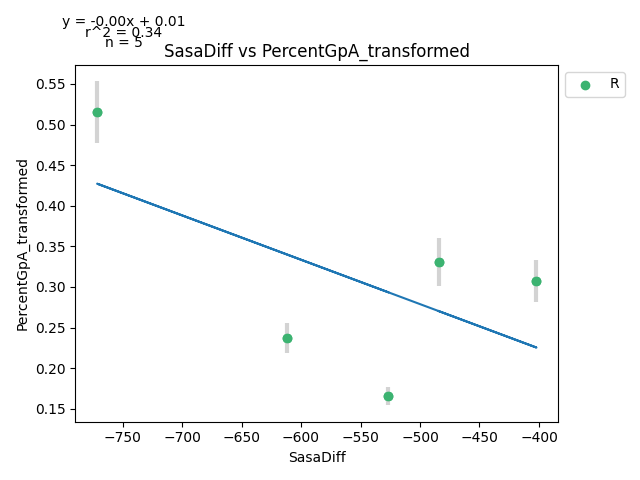 y = -0.00x + 0.01
r^2 = 0.34
n = 5
SasaDiff vs PercentGpA_transformed
R
PercentGpA_transformed
0.55
0.50
0.45
0.40
0.35
0.30
0.25
0.20
0.15
−750 −700 −650 −600 −550 −500 −450 −400
SasaDiff